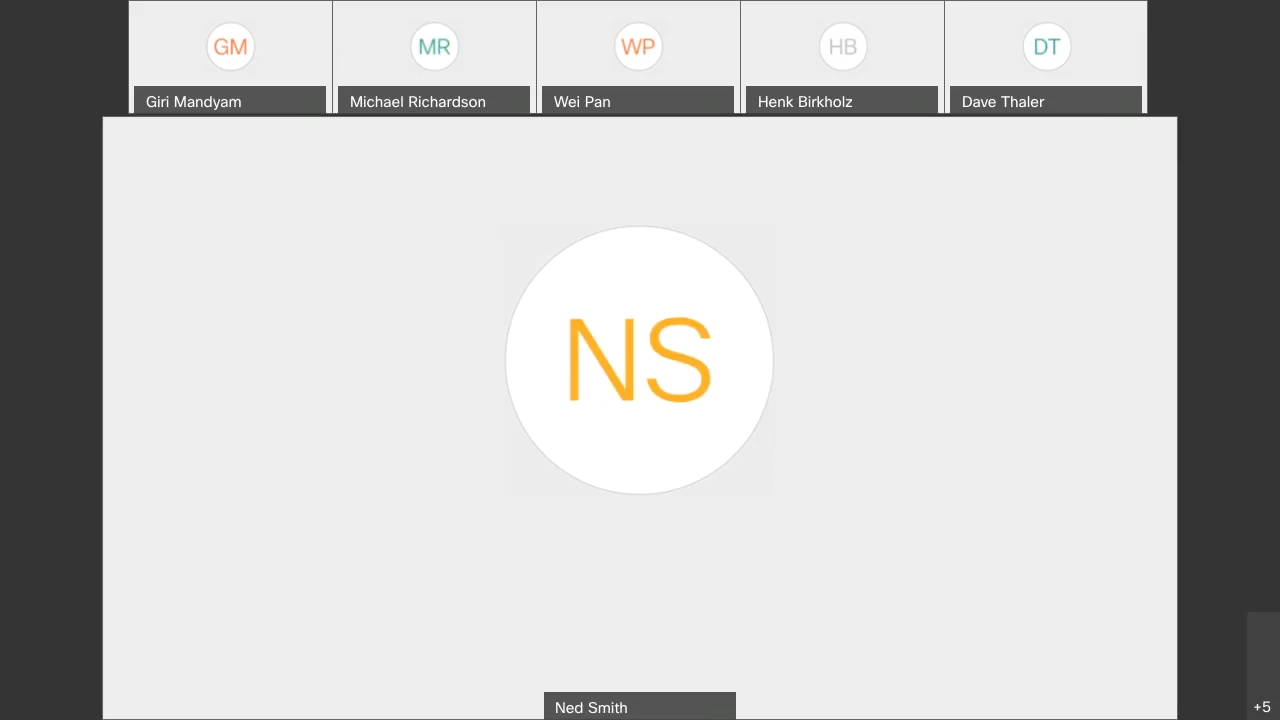 GM
MR
WP
HB
DT
Giri Mandyam
Michael Richardson
Wei Pan
Henk Birkholz
Dave Thaler
NS
Ned Smith
+5